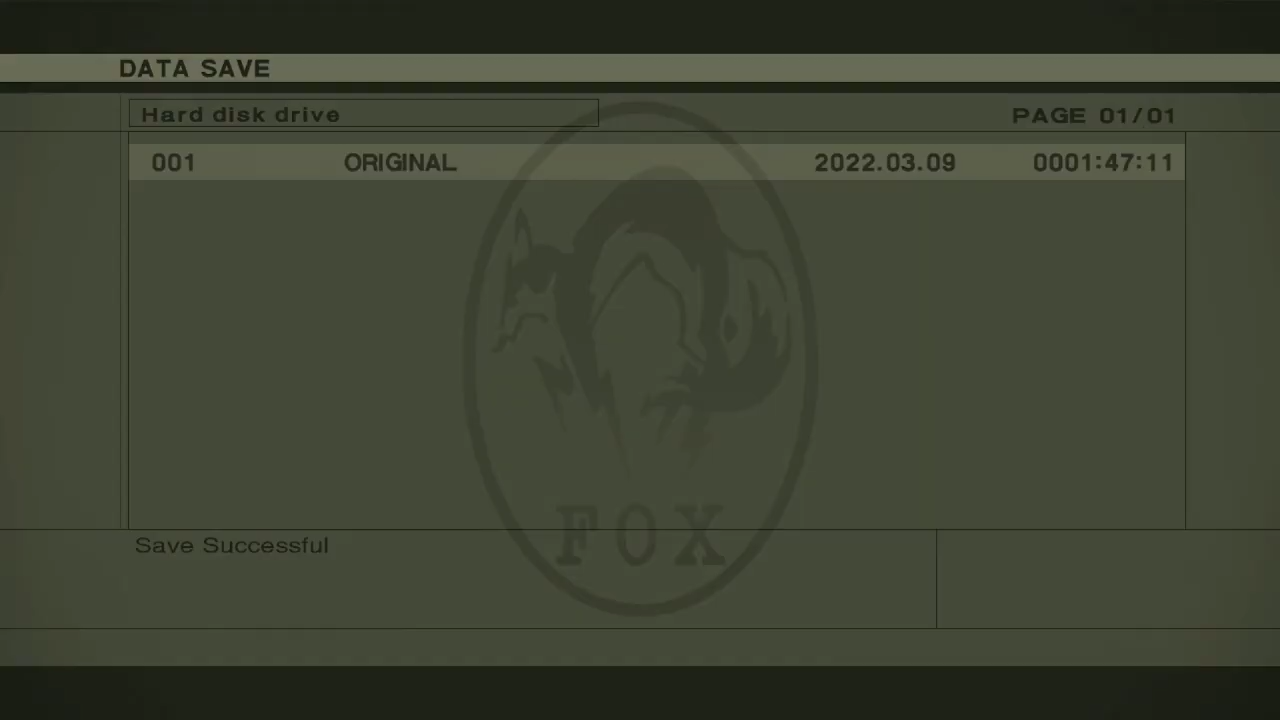 DATA SAVE
Hard disk drive
PAGE 01/01
001 ORIGINAL 2022.03.09 0001:47:11
FOX
Save Successful